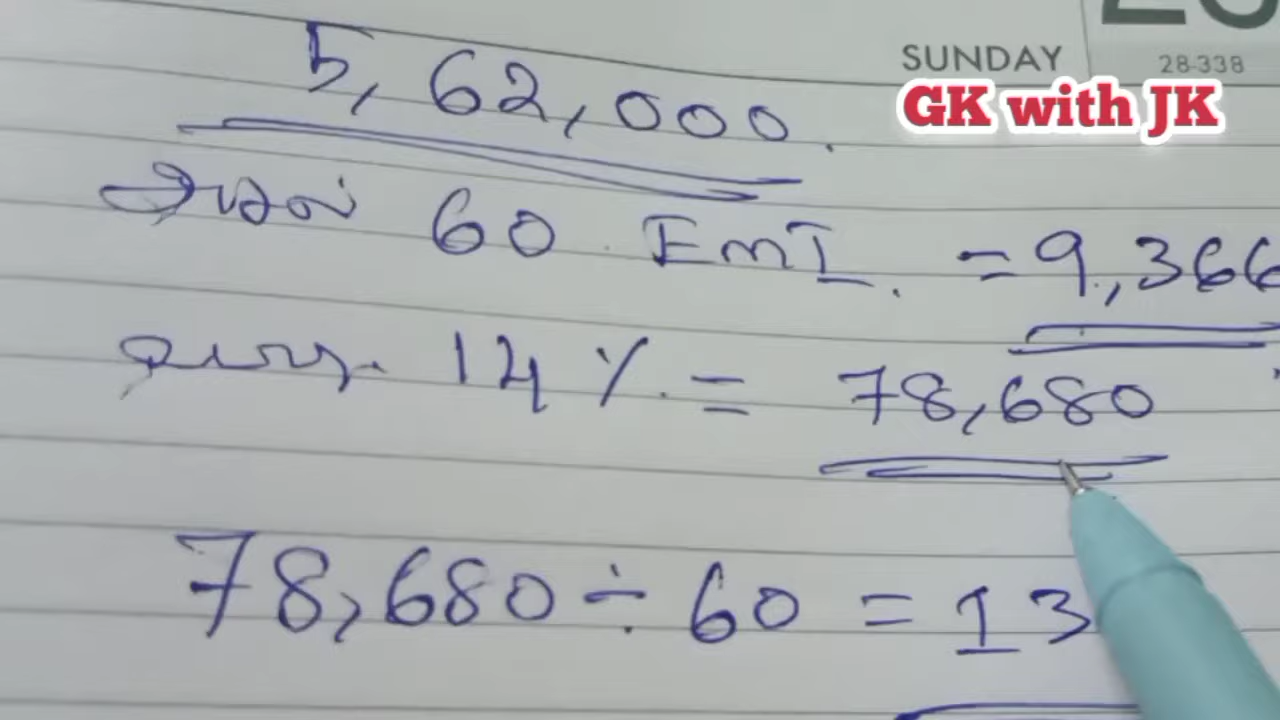 SUNDAY 28-338
GK with JK
5,62,000.
60 EmI. = 9,366
14% = 78,680
78,680 ÷ 60 = 13